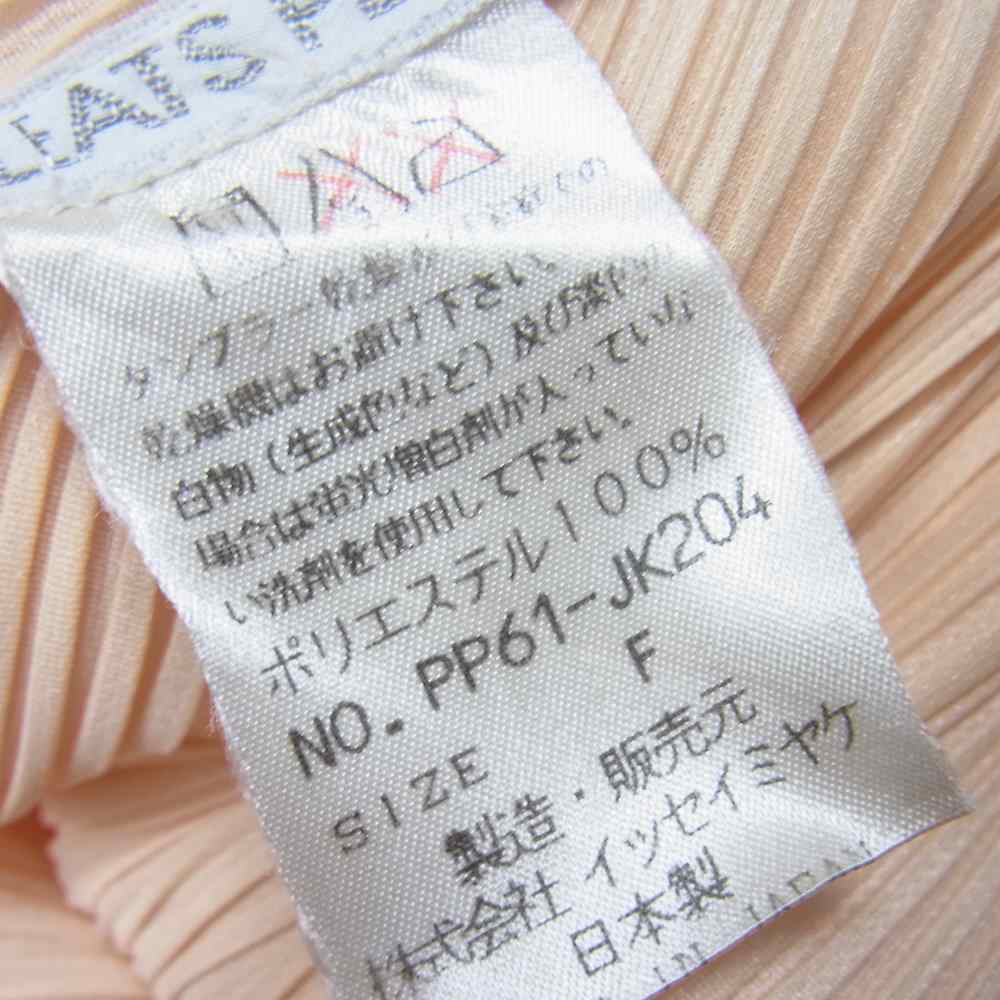 LEATS PL
タンブラー乾燥
乾燥機はお避け下さい。
白物(生成りなど)及び淡色
場合は蛍光増白剤が入っていな
い洗剤を使用して下さい。
ポリエステル100%
NO. PP61-JK204
SIZE F
製造・販売元
株式会社 イッセイミヤケ
日本製
IN JAPAN